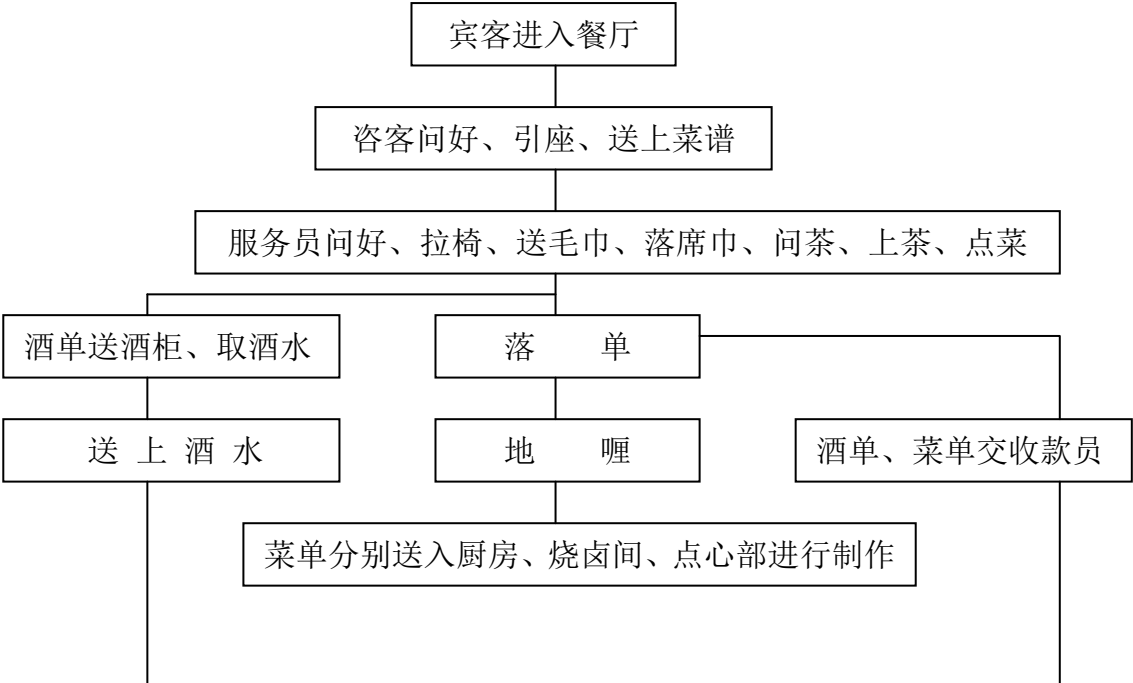 宾客进入餐厅
咨客问好、引座、送上菜谱
服务员问好、拉椅、送毛巾、落席巾、问茶、上茶、点菜
酒单送酒柜、取酒水
落 单
送 上 酒 水
地 喱
酒单、菜单交收款员
菜单分别送入厨房、烧卤间、点心部进行制作